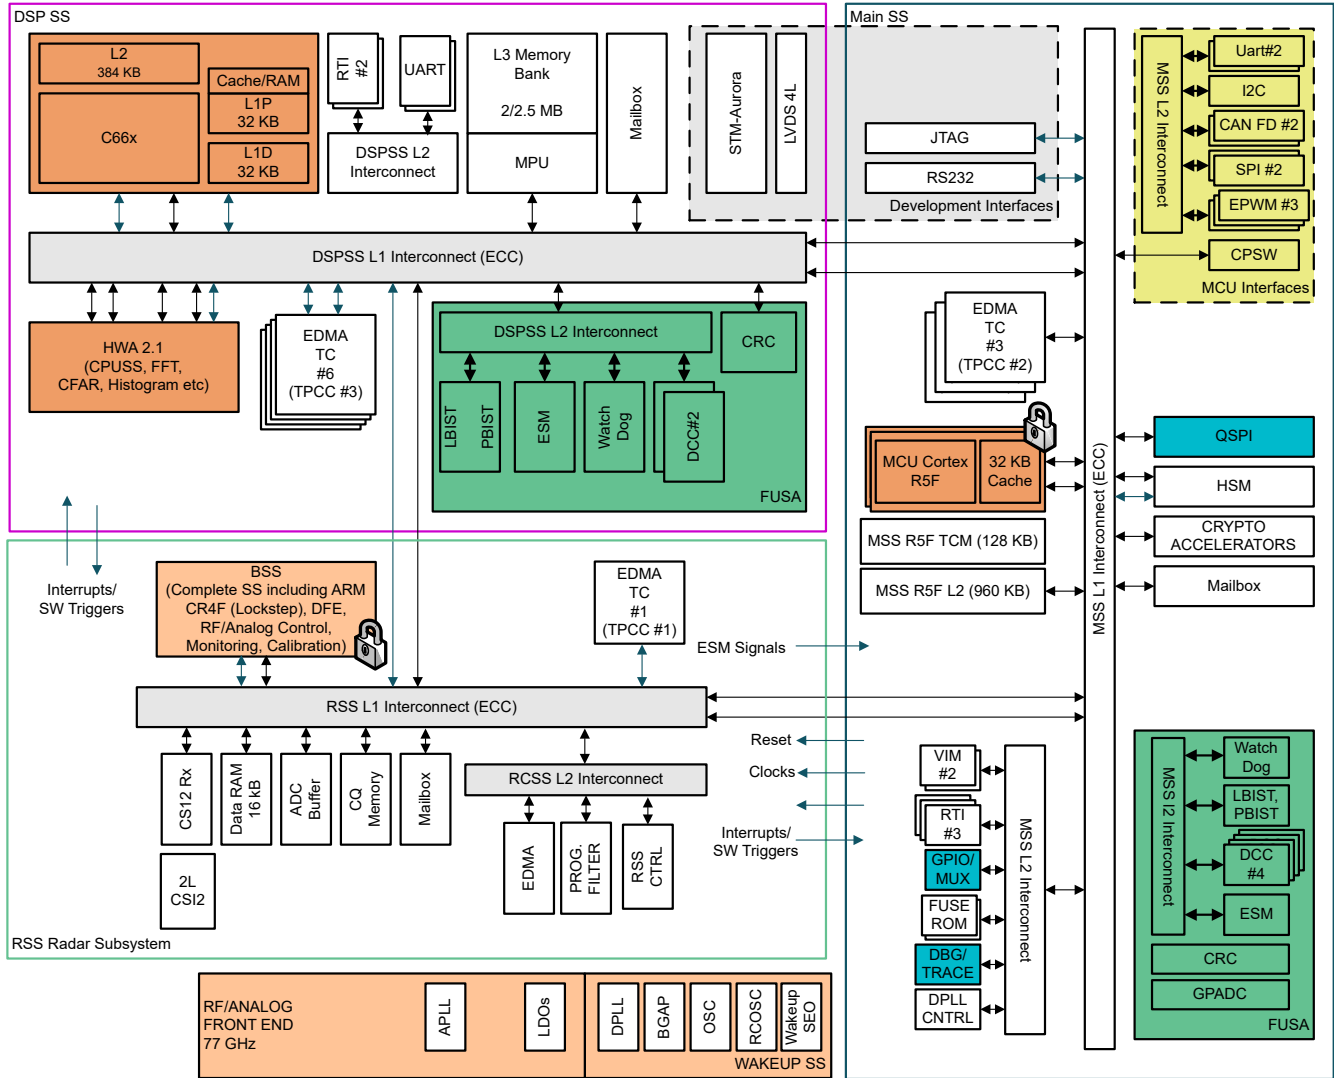 DSP SS
L2
384 KB
Cache/RAM
C66x
L1P
32 KB
L1D
32 KB
RTI
#2
UART
DSPSS L2
Interconnect
L3 Memory
Bank
2/2.5 MB
MPU
Mailbox
DSPSS L1 Interconnect (ECC)
HWA 2.1
(CPUSS, FFT,
CFAR, Histogram etc)
EDMA
TC
#6
(TPCC #3)
DSPSS L2 Interconnect
CRC
LBIST
PBIST
ESM
Watch
Dog
DCC#2
FUSA
STM-Aurora
LVDS 4L
JTAG
RS232
Development Interfaces
Main SS
MSS L1 Interconnect (ECC)
MSS L2 Interconnect
Uart#2
I2C
CAN FD #2
SPI #2
EPWM #3
CPSW
MCU Interfaces
EDMA
TC
#3
(TPCC #2)
MCU Cortex
R5F
32 KB
Cache
MSS R5F TCM (128 KB)
MSS R5F L2 (960 KB)
QSPI
HSM
CRYPTO
ACCELERATORS
Mailbox
Interrupts/
SW Triggers
BSS
(Complete SS including ARM
CR4F (Lockstep), DFE,
RF/Analog Control,
Monitoring, Calibration)
EDMA
TC
#1
(TPCC #1)
ESM Signals
RSS L1 Interconnect (ECC)
CS12 Rx
Data RAM
16 kB
ADC
Buffer
CQ
Memory
Mailbox
RCSS L2 Interconnect
EDMA
PROG.
FILTER
RSS
CTRL
2L
CSI2
RSS Radar Subsystem
Reset
Clocks
Interrupts/
SW Triggers
VIM
#2
RTI
#3
GPIO/
MUX
FUSE
ROM
DBG/
TRACE
DPLL
CNTRL
MSS L2 Interconnect
MSS l2 Interconnect
Watch
Dog
LBIST,
PBIST
DCC
#4
ESM
CRC
GPADC
FUSA
RF/ANALOG
FRONT END
77 GHz
APLL
LDOs
DPLL
BGAP
OSC
RCOSC
Wakeup
SEO
WAKEUP SS